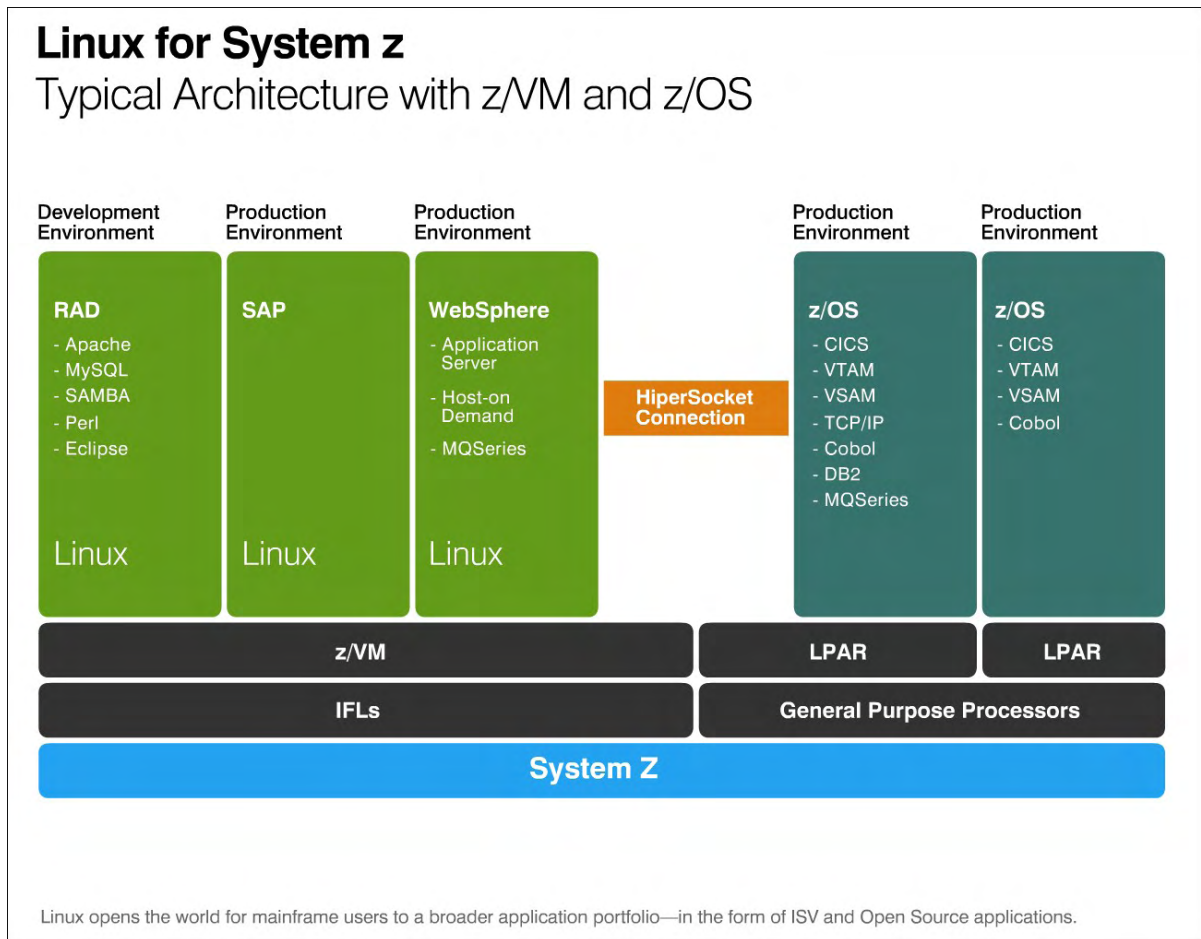 Linux for System z
Typical Architecture with z/VM and z/OS
Development
Environment
Production
Environment
Production
Environment
Production
Environment
Production
Environment
RAD
- Apache
- MySQL
- SAMBA
- Perl
- Eclipse
Linux
SAP
Linux
WebSphere
- Application
Server
- Host-on
Demand
- MQSeries
Linux
HiperSocket
Connection
z/OS
- CICS
- VTAM
- VSAM
- TCP/IP
- Cobol
- DB2
- MQSeries
z/OS
- CICS
- VTAM
- VSAM
- Cobol
z/VM
LPAR
LPAR
IFLs
General Purpose Processors
System Z
Linux opens the world for mainframe users to a broader application portfolio—in the form of ISV and Open Source applications.